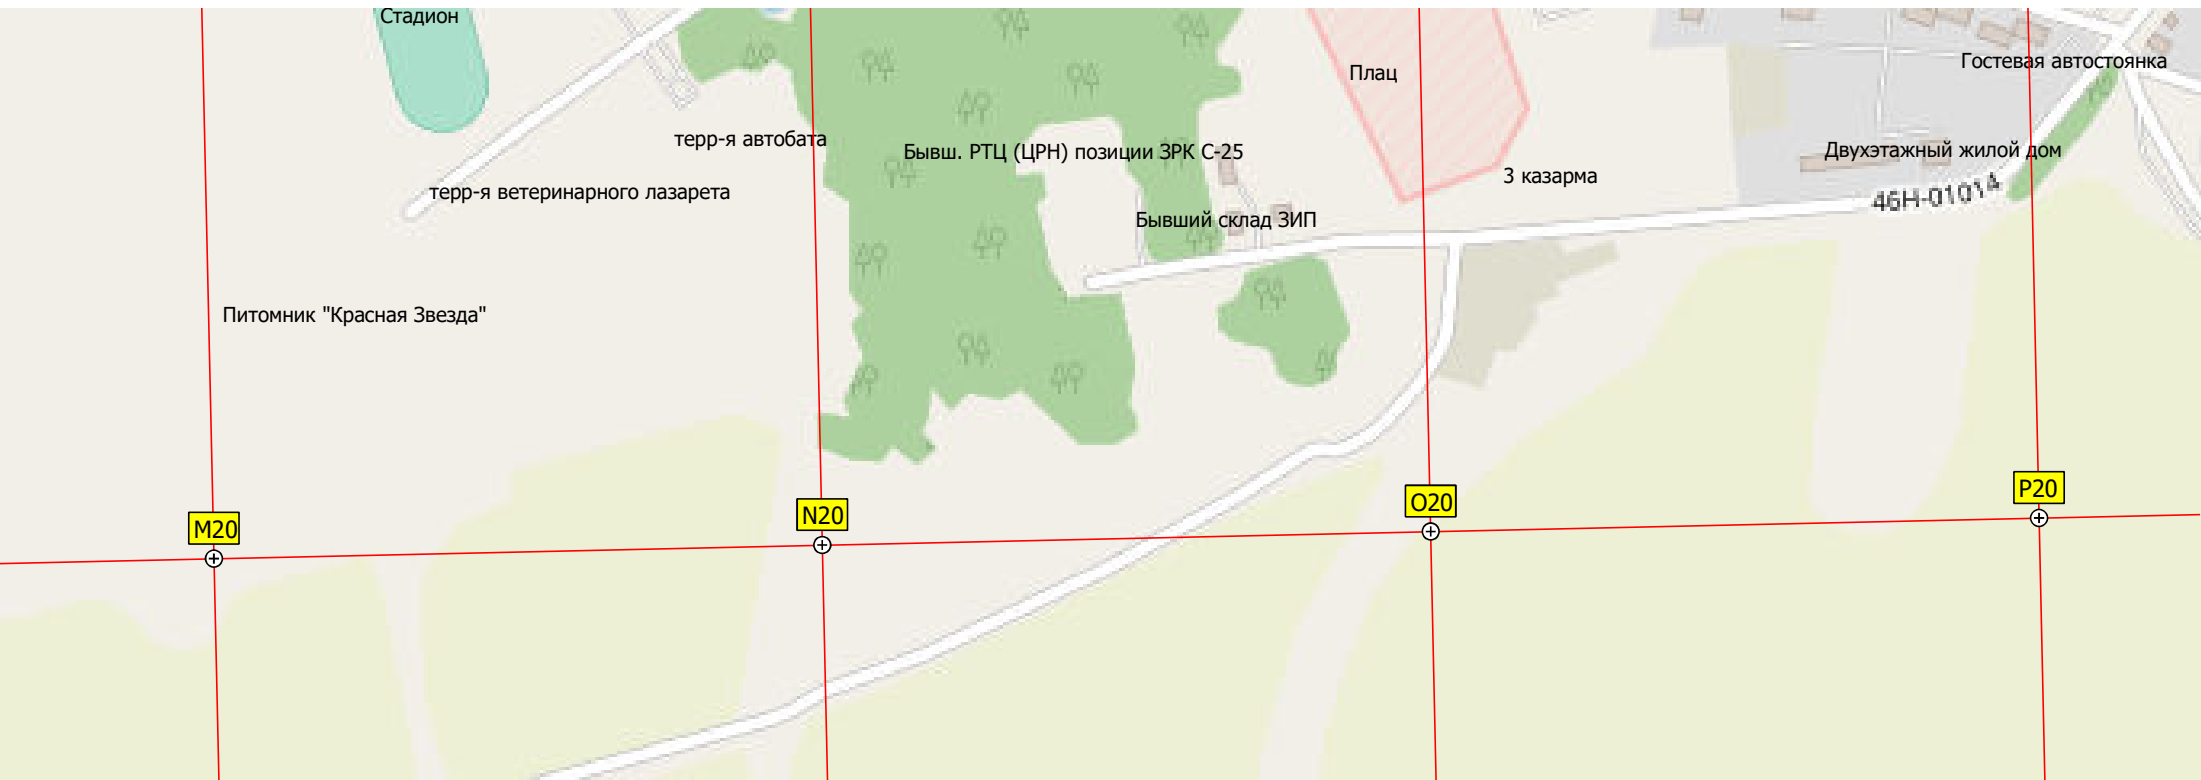 Стадион
Гостевая автостоянка
Плац
терр-я автобата
Бывш. РТЦ (ЦРН) позиции ЗРК С-25
Двухэтажный жилой дом
3 казарма
терр-я ветеринарного лазарета
46Н-01014
Бывший склад ЗИП
Питомник "Красная Звезда"
M20
N20
O20
P20